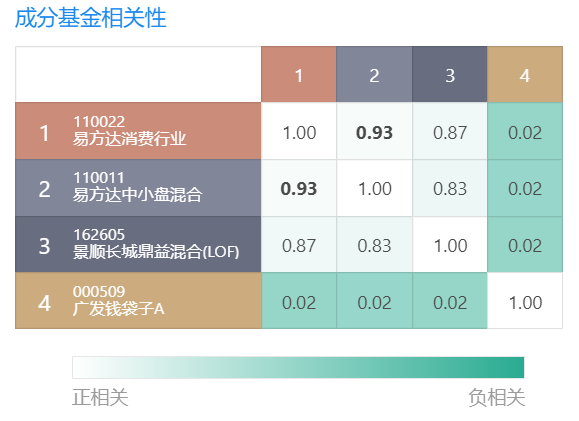 成分基金相关性
1 2 3 4
1 110022 1.00 0.93 0.87 0.02
易方达消费行业
2 110011 0.93 1.00 0.83 0.02
易方达中小盘混合
3 162605 0.87 0.83 1.00 0.02
景顺长城鼎益混合(LOF)
4 000509 0.02 0.02 0.02 1.00
广发钱袋子A
正相关 负相关